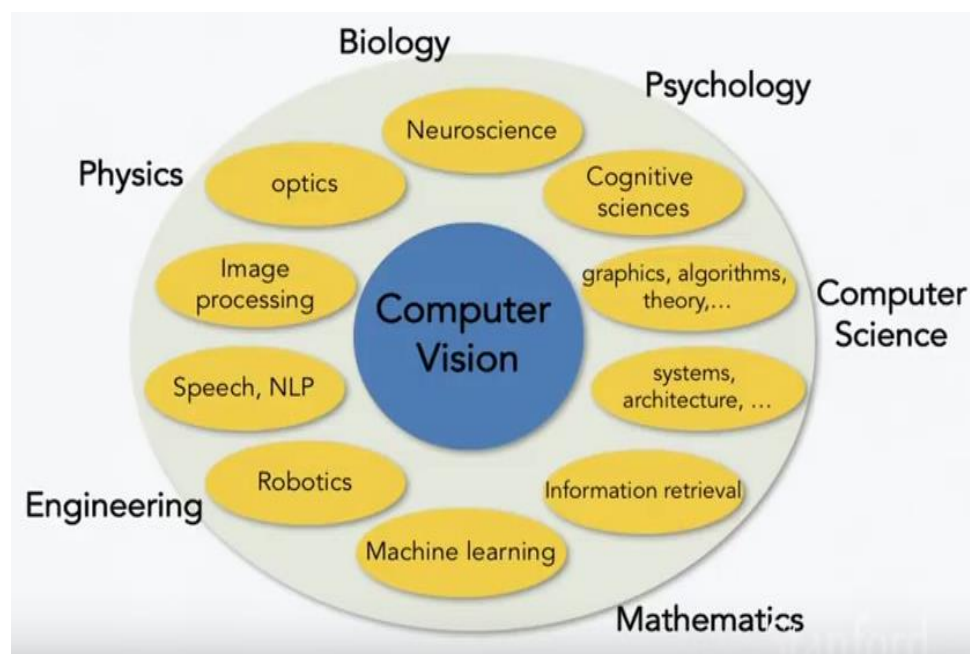 Biology
Psychology
Neuroscience
Physics
optics
Cognitive
sciences
Image
processing
Computer
Vision
graphics, algorithms,
theory,...
Computer
Science
Speech, NLP
systems,
architecture, ...
Robotics
Information retrieval
Engineering
Machine learning
Mathematics